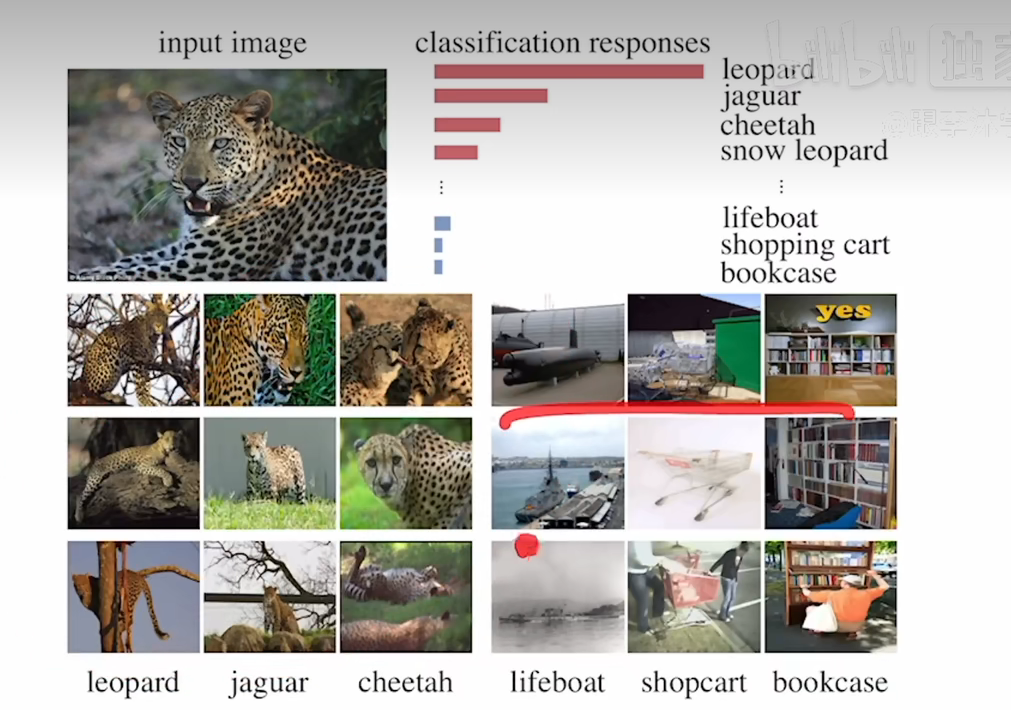 input image
classification responses
leopard
jaguar
cheetah
snow leopard
⋮ ⋮
lifeboat
shopping cart
bookcase
bilibili 独家
yes
leopard jaguar cheetah lifeboat shopcart bookcase